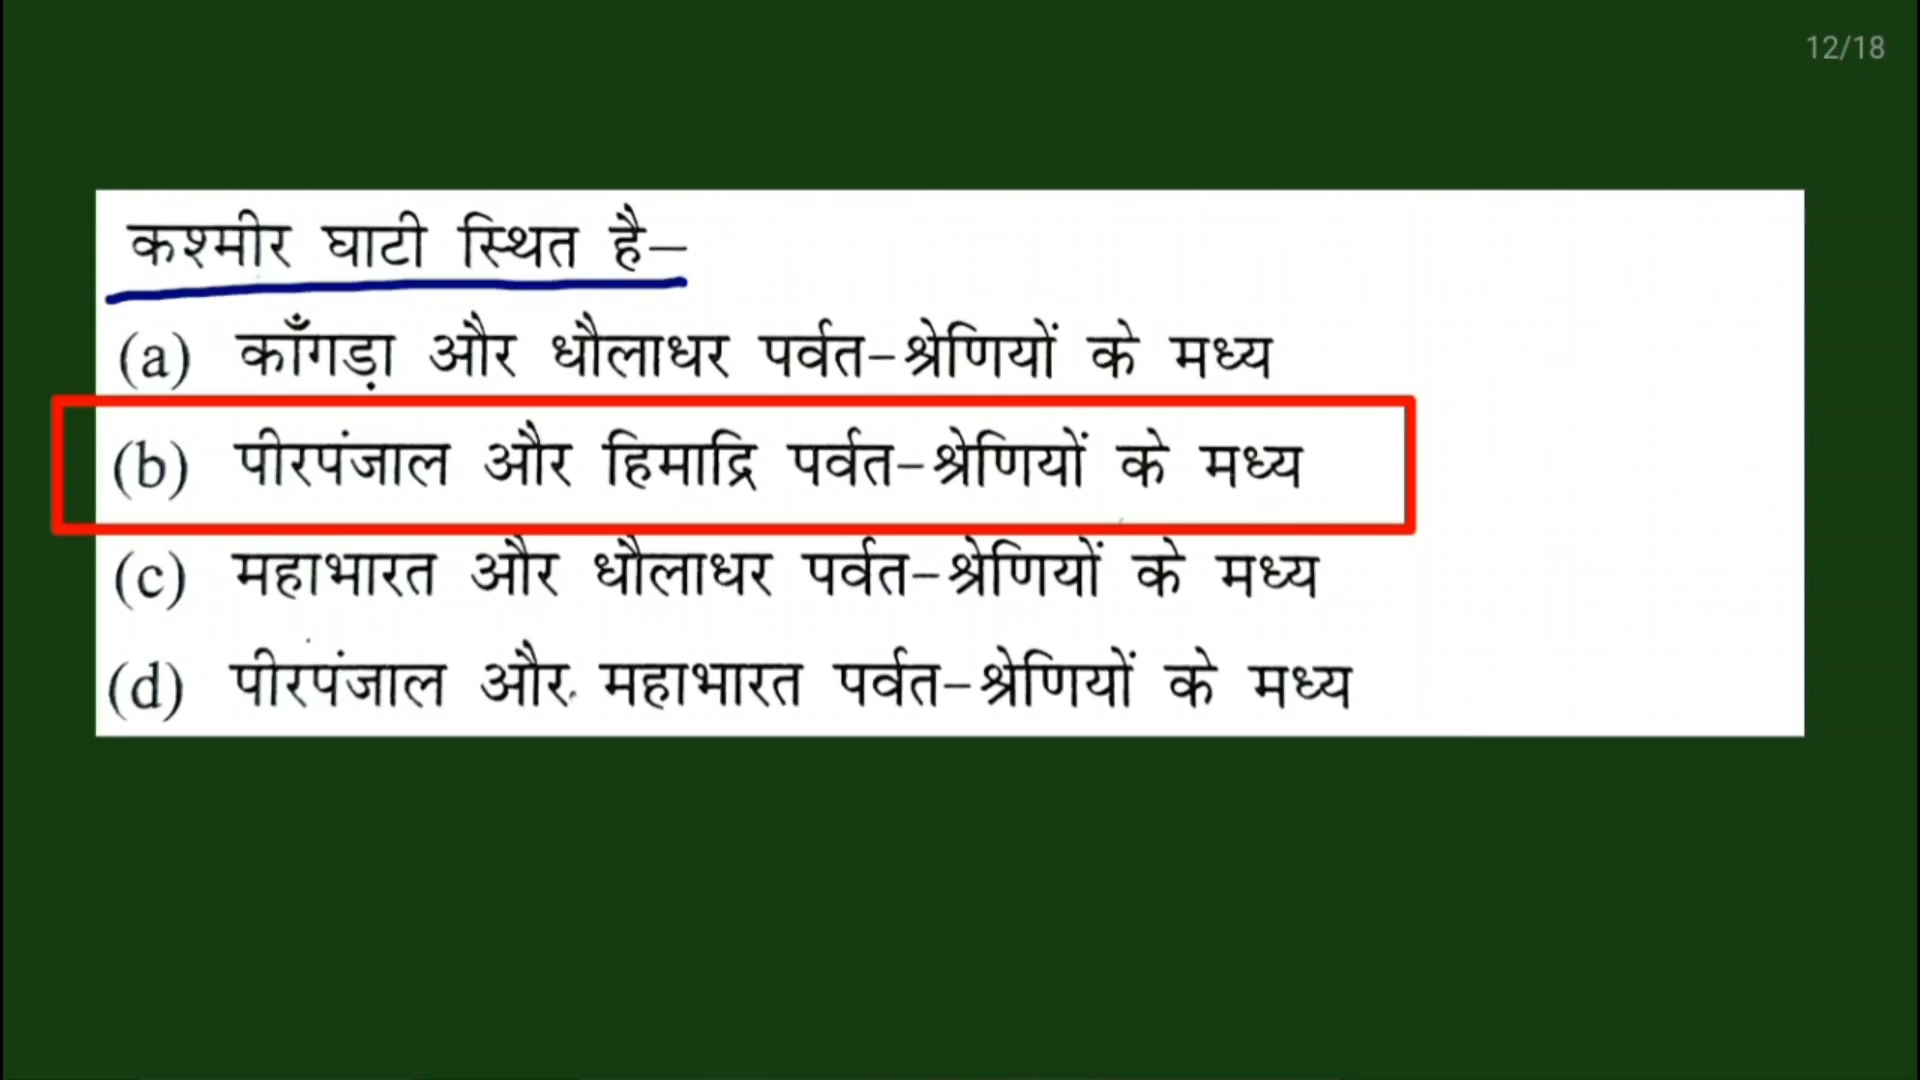 12/18
कश्मीर घाटी स्थित है–
(a) काँगड़ा और धौलाधर पर्वत-श्रेणियों के मध्य
(b) पीरपंजाल और हिमाद्रि पर्वत-श्रेणियों के मध्य
(c) महाभारत और धौलाधर पर्वत-श्रेणियों के मध्य
(d) पीरपंजाल और महाभारत पर्वत-श्रेणियों के मध्य